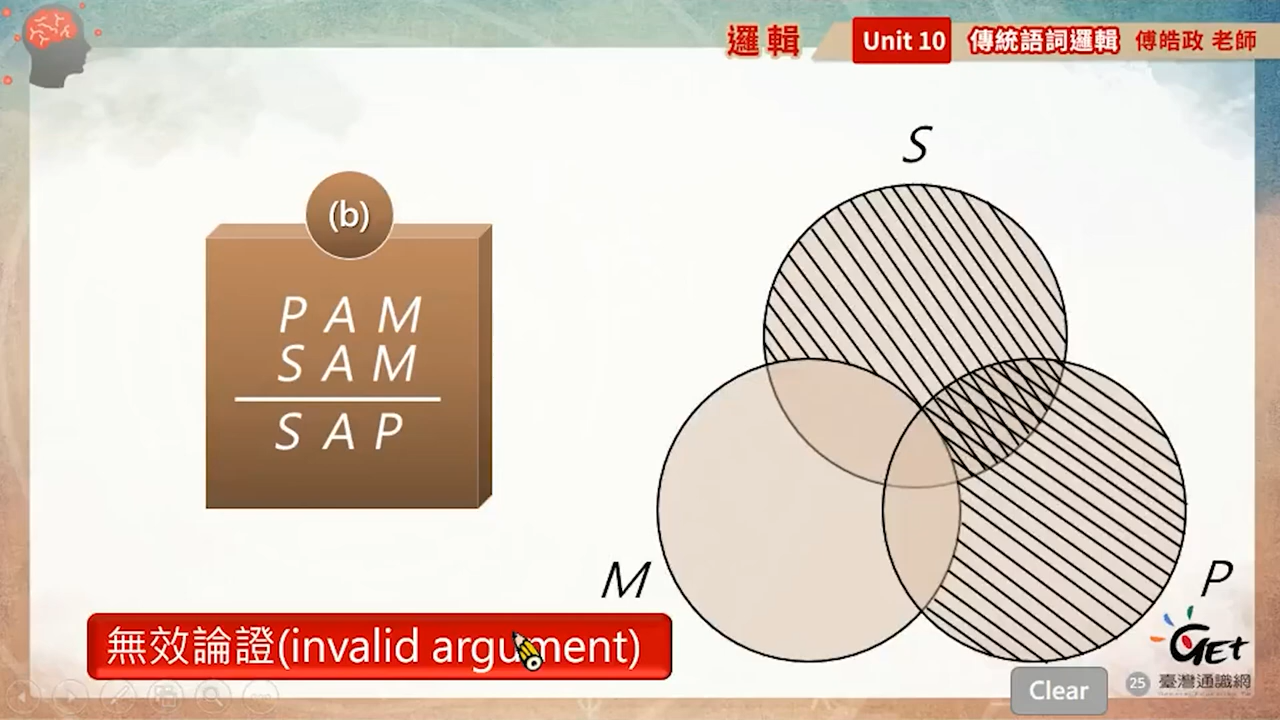 邏輯 Unit 10 傳統語詞邏輯 傅皓政 老師
S
(b)
P A M
S A M
S A P
M
P
無效論證(invalid argument)
GET
Clear
25
臺灣通識網